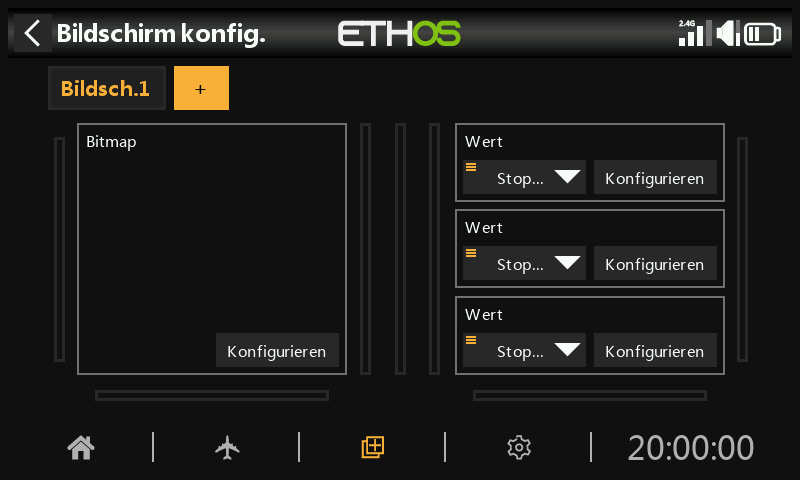 Bildschirm konfig.
ETHOS
2.4G
Bildsch.1
+
Bitmap
Konfigurieren
Wert
Stop...
Konfigurieren
Wert
Stop...
Konfigurieren
Wert
Stop...
Konfigurieren
20:00:00